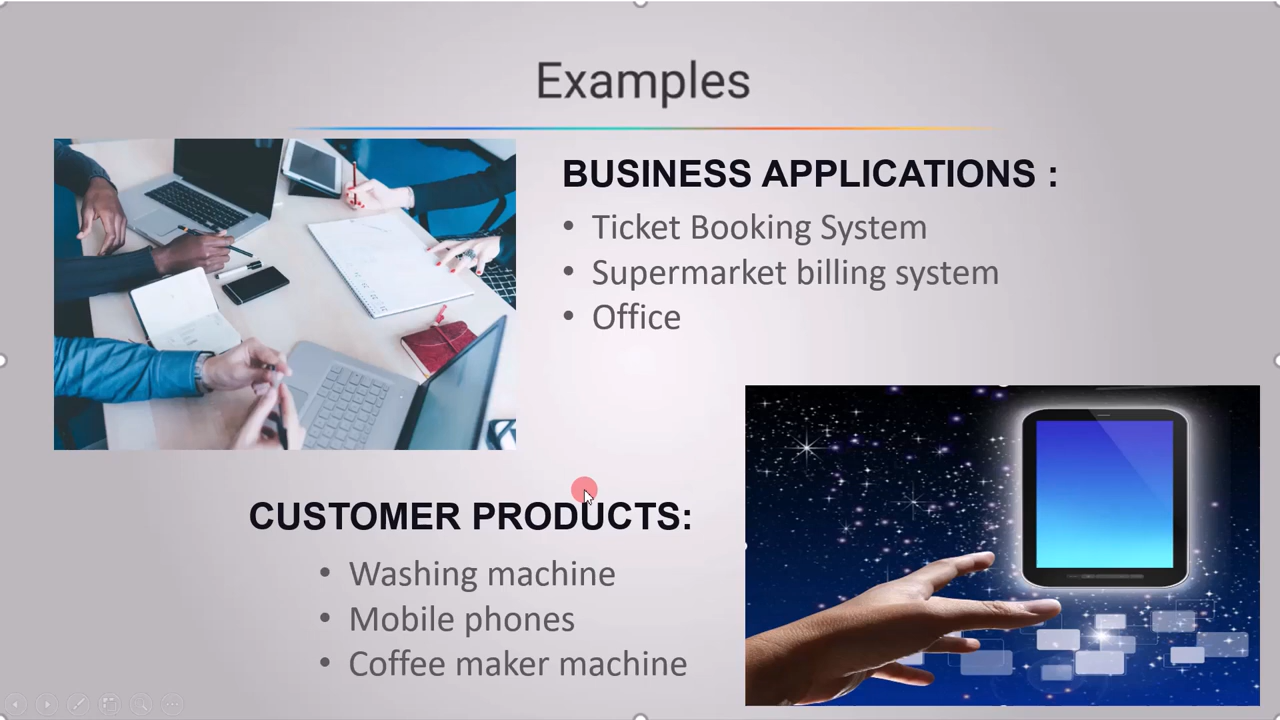 Examples
BUSINESS APPLICATIONS :
• Ticket Booking System
• Supermarket billing system
• Office
CUSTOMER PRODUCTS:
• Washing machine
• Mobile phones
• Coffee maker machine